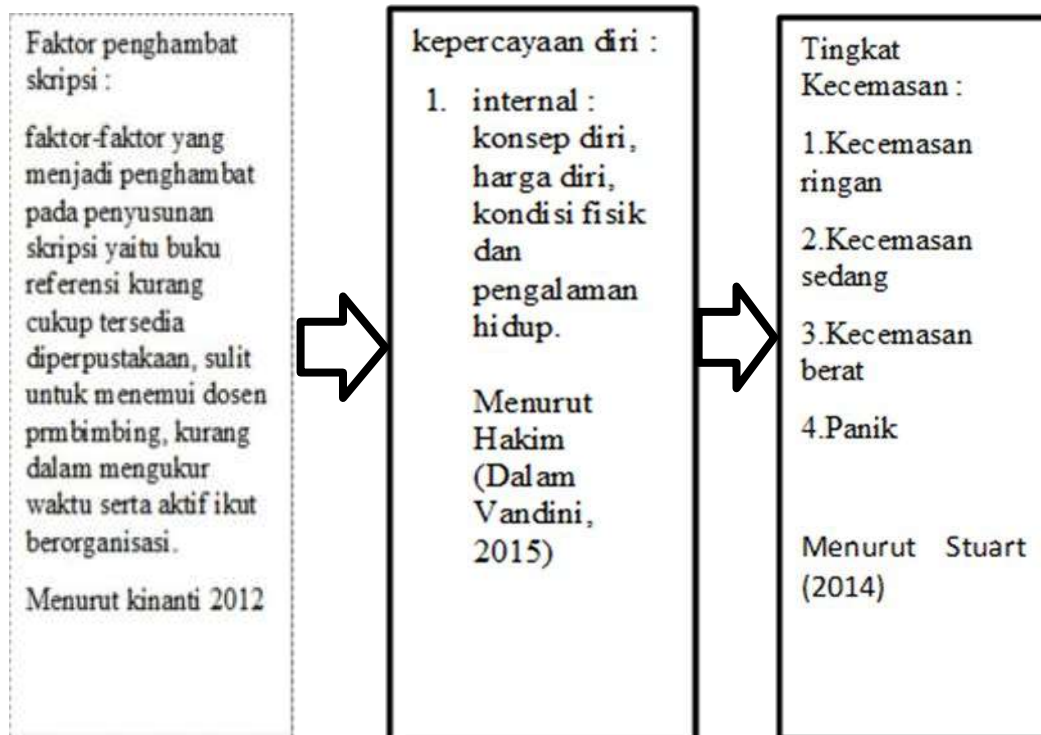 Faktor penghambat
skripsi :
faktor-faktor yang
menjadi penghambat
pada penyusunan
skripsi yaitu buku
referensi kurang
cukup tersedia
diperpustakaan, sulit
untuk menemui dosen
prmbimbing, kurang
dalam mengukur
waktu serta aktif ikut
berorganisasi.
Menurut kinanti 2012
kepercayaan diri :
1. internal :
konsep diri,
harga diri,
kondisi fisik
dan
pengalaman
hidup.
Menurut
Hakim
(Dalam
Vandini,
2015)
Tingkat
Kecemasan :
1.Kecemasan
ringan
2.Kecemasan
sedang
3.Kecemasan
berat
4.Panik
Menurut Stuart
(2014)